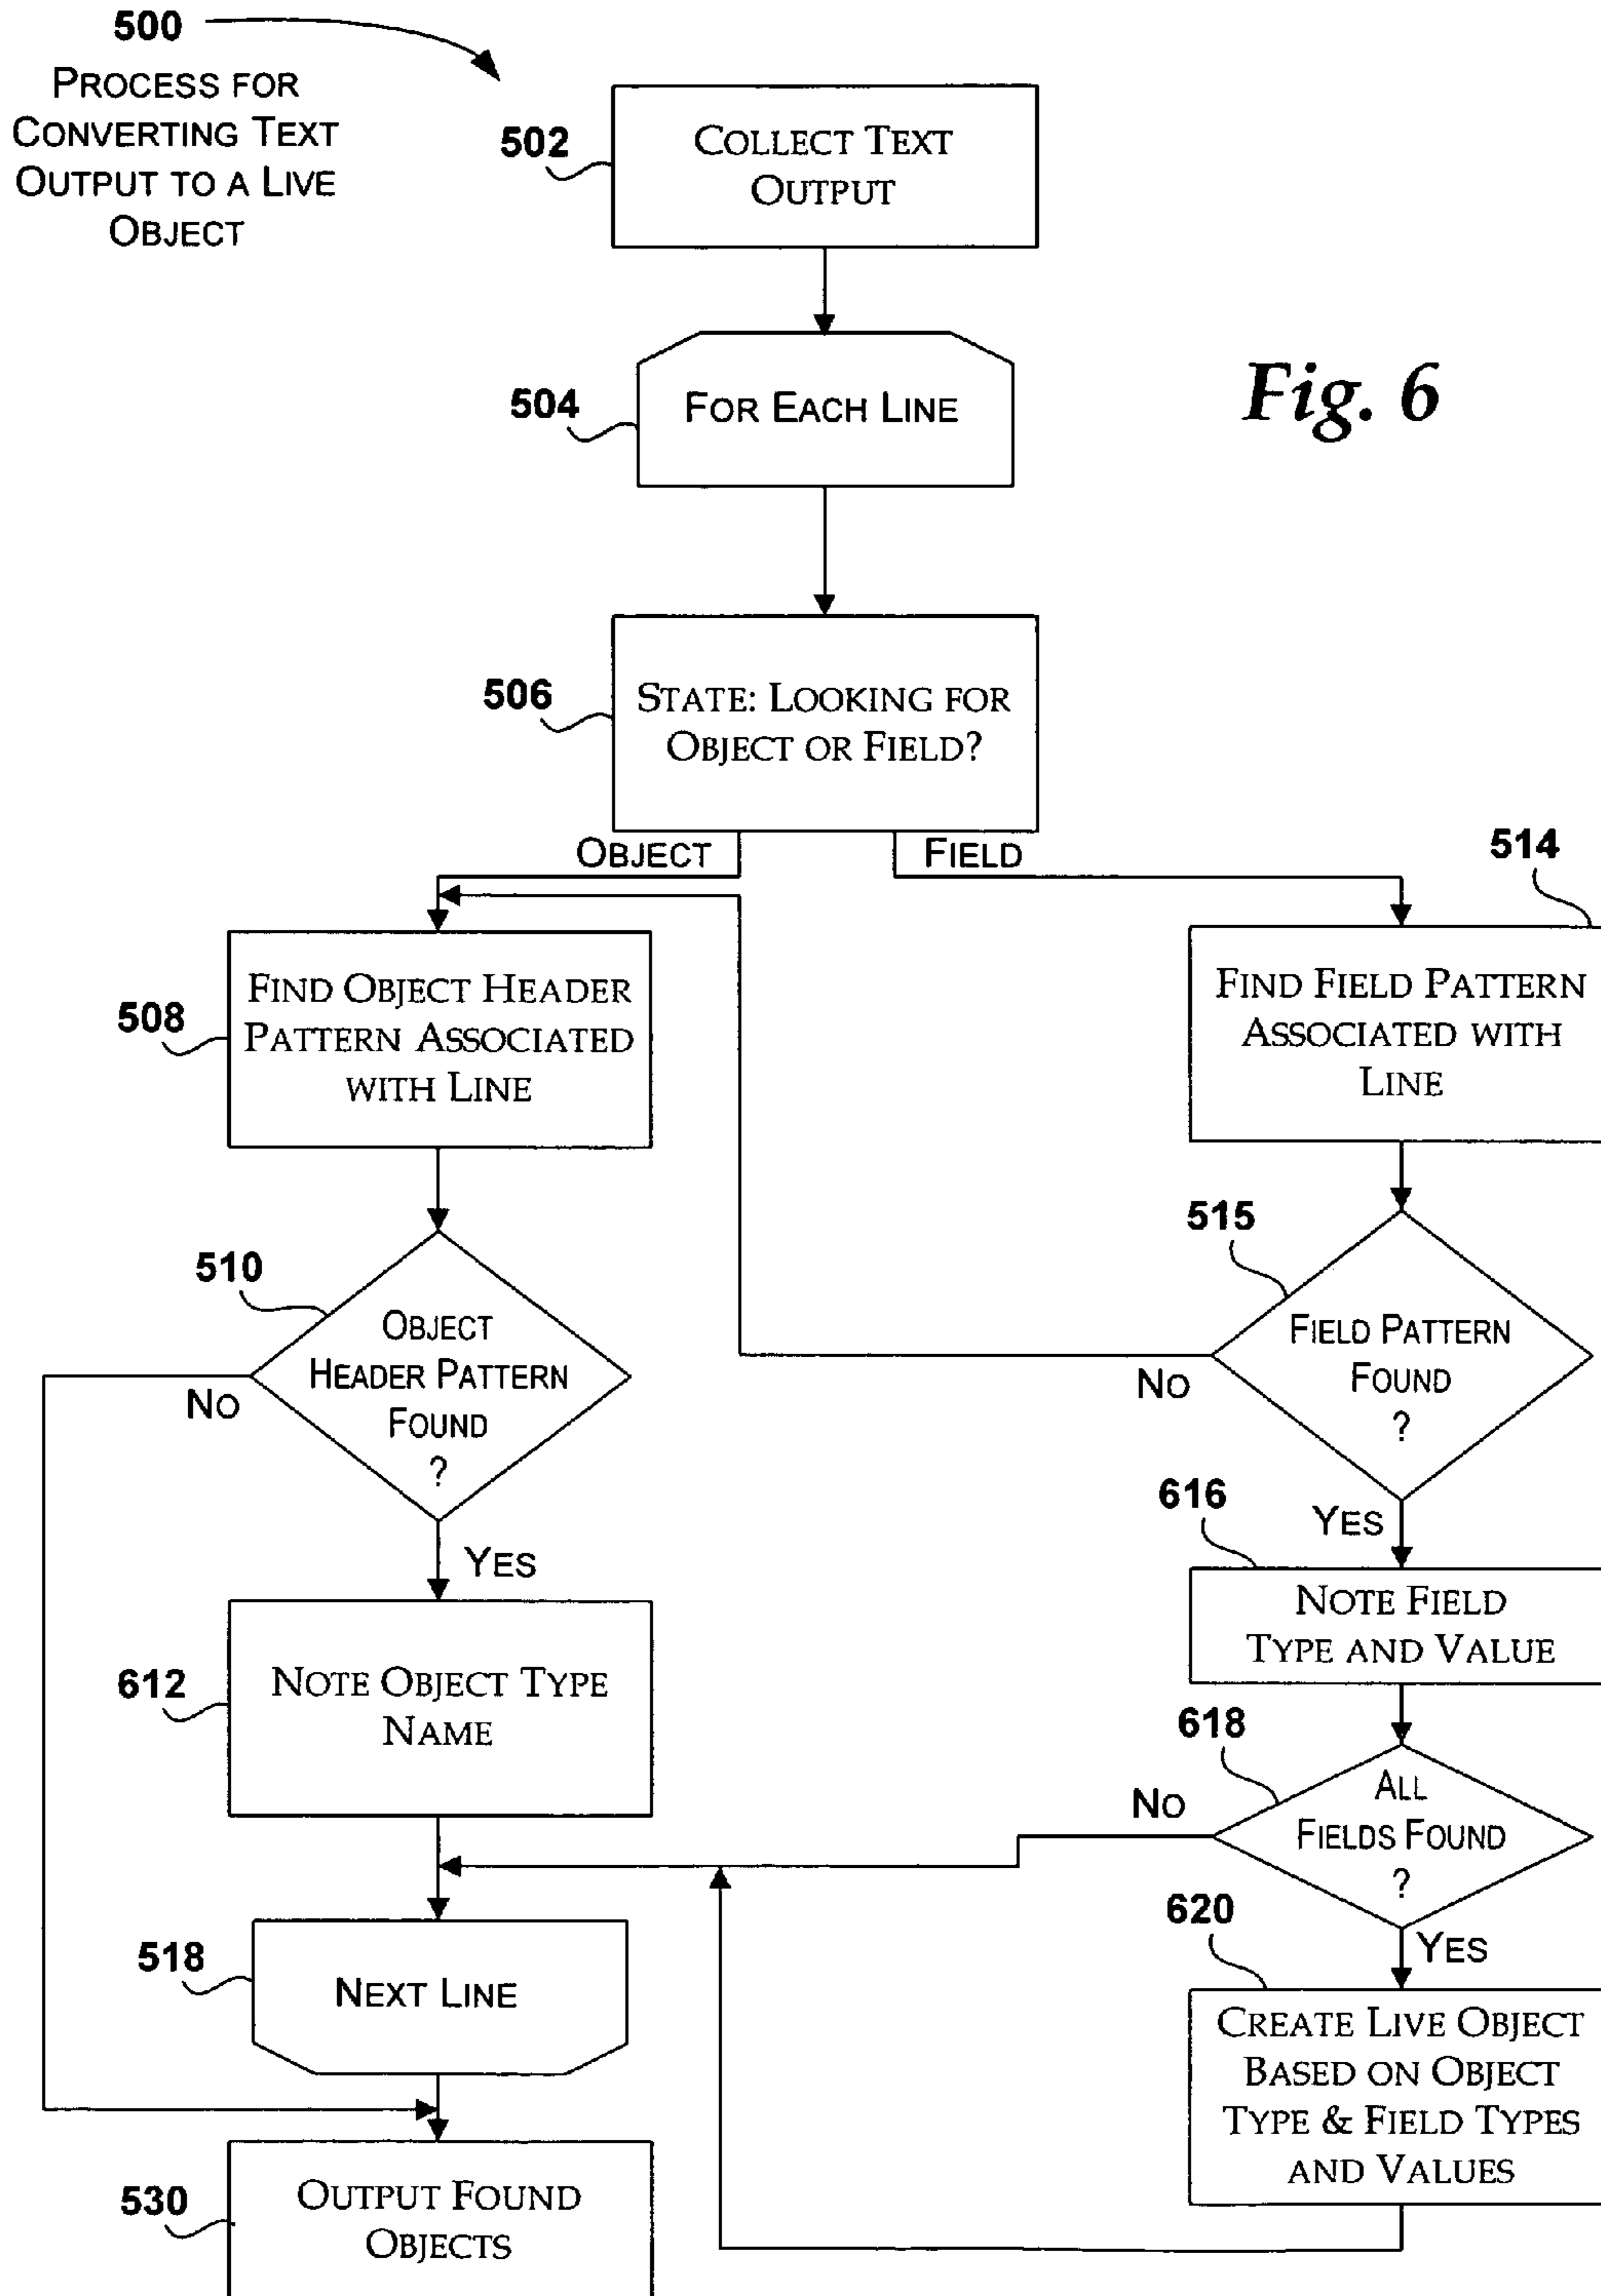 500
PROCESS FOR
CONVERTING TEXT
OUTPUT TO A LIVE
OBJECT
502
COLLECT TEXT
OUTPUT
504
FOR EACH LINE
Fig. 6
506
STATE: LOOKING FOR
OBJECT OR FIELD?
OBJECT
FIELD
508
FIND OBJECT HEADER
PATTERN ASSOCIATED
WITH LINE
514
FIND FIELD PATTERN
ASSOCIATED WITH
LINE
510
OBJECT
HEADER PATTERN
FOUND
?
NO
YES
515
FIELD PATTERN
FOUND
?
NO
YES
612
NOTE OBJECT TYPE
NAME
616
NOTE FIELD
TYPE AND VALUE
618
ALL
FIELDS FOUND
?
NO
YES
518
NEXT LINE
620
CREATE LIVE OBJECT
BASED ON OBJECT
TYPE & FIELD TYPES
AND VALUES
530
OUTPUT FOUND
OBJECTS